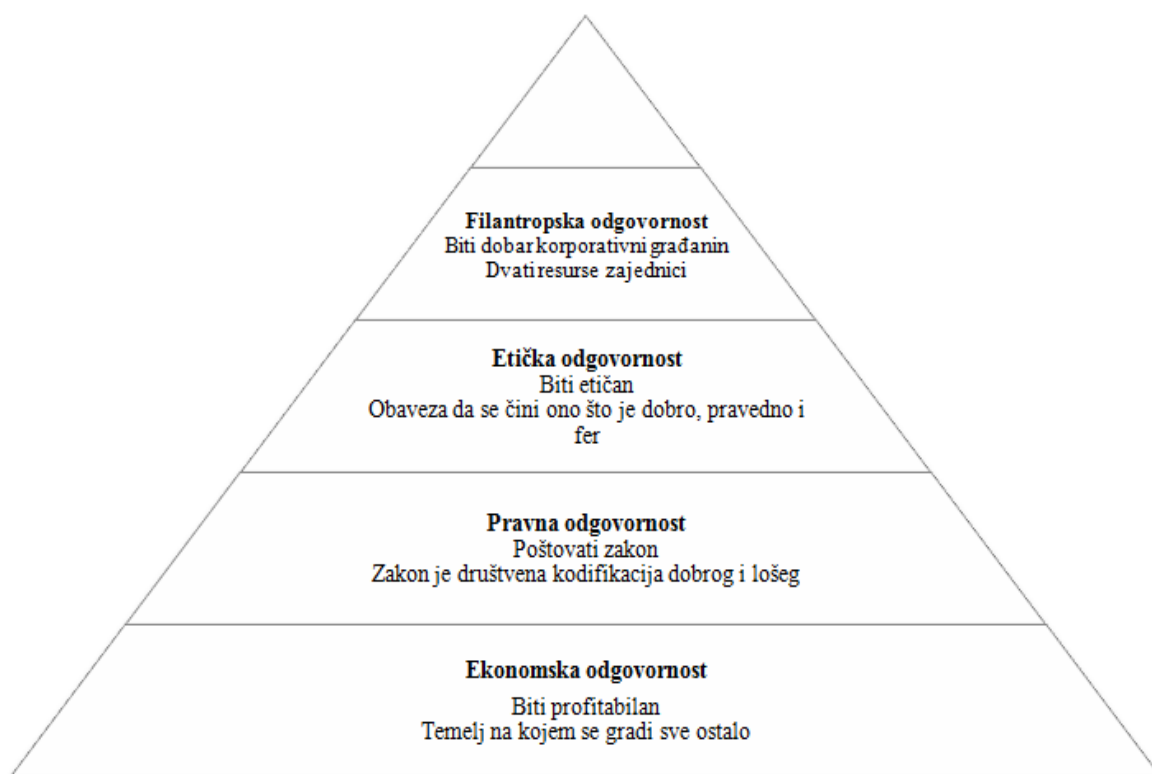 Filantropska odgovornost
Biti dobar korporativni građanin
Dvati resurse zajednici
Etička odgovornost
Biti etičan
Obaveza da se čini ono što je dobro, pravedno i
fer
Pravna odgovornost
Poštovati zakon
Zakon je društvena kodifikacija dobrog i lošeg
Ekonomska odgovornost
Biti profitabilan
Temelj na kojem se gradi sve ostalo